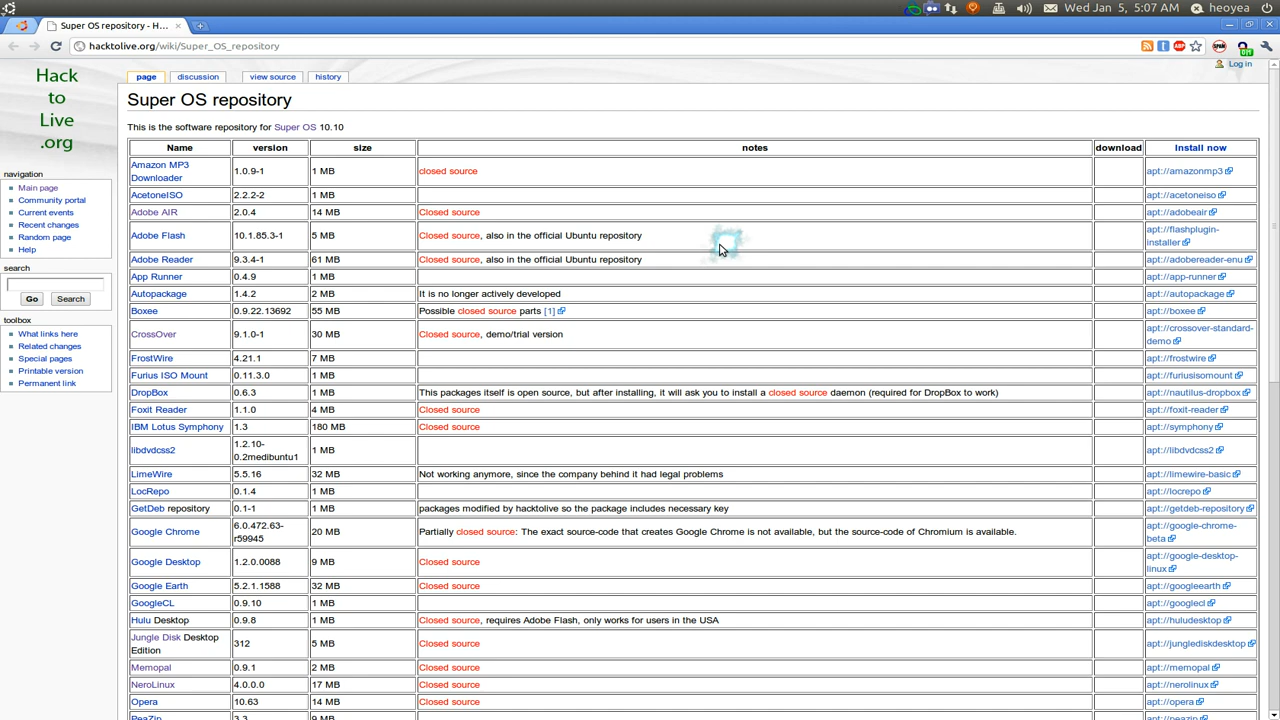 Wed Jan 5, 5:07 AM heoyea
Super OS repository - H...
hacktolive.org/wiki/Super_OS_repository
Hack
to
Live
.org
page discussion view source history
Log in
Super OS repository
This is the software repository for Super OS 10.10
navigation
Main page
Community portal
Current events
Recent changes
Random page
Help
search
Go Search
toolbox
What links here
Related changes
Special pages
Printable version
Permanent link
Name version size notes download Install now
Amazon MP3
Downloader 1.0.9-1 1 MB closed source apt://amazonmp3
AcetoneISO 2.2.2-2 1 MB apt://acetoneiso
Adobe AIR 2.0.4 14 MB Closed source apt://adobeair
Adobe Flash 10.1.85.3-1 5 MB Closed source, also in the official Ubuntu repository apt://flashplugin-
installer
Adobe Reader 9.3.4-1 61 MB Closed source, also in the official Ubuntu repository apt://adobereader-enu
App Runner 0.4.9 1 MB apt://app-runner
Autopackage 1.4.2 2 MB It is no longer actively developed apt://autopackage
Boxee 0.9.22.13692 55 MB Possible closed source parts [1] apt://boxee
CrossOver 9.1.0-1 30 MB Closed source, demo/trial version apt://crossover-standard-
demo
FrostWire 4.21.1 7 MB apt://frostwire
Furius ISO Mount 0.11.3.0 1 MB apt://furiusisomount
DropBox 0.6.3 1 MB This packages itself is open source, but after installing, it will ask you to install a closed source daemon (required for DropBox to work) apt://nautilus-dropbox
Foxit Reader 1.1.0 4 MB Closed source apt://foxit-reader
IBM Lotus Symphony 1.3 180 MB Closed source apt://symphony
libdvdcss2 1.2.10-
0.2medibuntu1 1 MB apt://libdvdcss2
LimeWire 5.5.16 32 MB Not working anymore, since the company behind it had legal problems apt://limewire-basic
LocRepo 0.1.4 1 MB apt://locrepo
GetDeb repository 0.1-1 1 MB packages modified by hacktolive so the package includes necessary key apt://getdeb-repository
Google Chrome 6.0.472.63-
r59945 20 MB Partially closed source: The exact source-code that creates Google Chrome is not available, but the source-code of Chromium is available. apt://google-chrome-
beta
Google Desktop 1.2.0.0088 9 MB Closed source apt://google-desktop-
linux
Google Earth 5.2.1.1588 32 MB Closed source apt://googleearth
GoogleCL 0.9.10 1 MB apt://googlecl
Hulu Desktop 0.9.8 1 MB Closed source, requires Adobe Flash, only works for users in the USA apt://huludesktop
Jungle Disk Desktop
Edition 312 5 MB Closed source apt://junglediskdesktop
Memopal 0.9.1 2 MB Closed source apt://memopal
NeroLinux 4.0.0.0 17 MB Closed source apt://nerolinux
Opera 10.63 14 MB Closed source apt://opera
PeaZip 3.3 9 MB apt://peazip